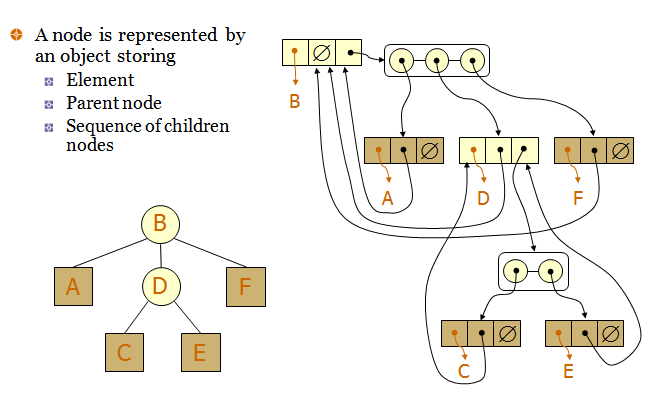 A node is represented by
an object storing
Element
Parent node
Sequence of children
nodes
∅
B
∅
∅
A
D
F
B
A
D
F
C
E
∅
∅
C
E